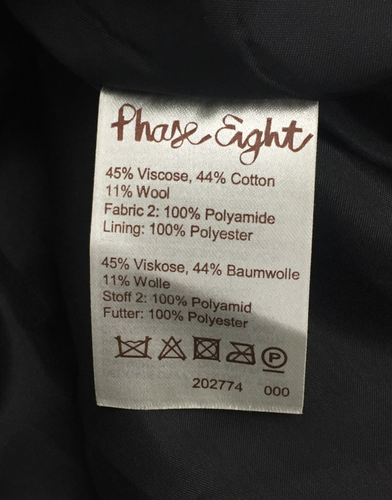 Phase Eight
45% Viscose, 44% Cotton
11% Wool
Fabric 2: 100% Polyamide
Lining: 100% Polyester
45% Viskose, 44% Baumwolle
11% Wolle
Stoff 2: 100% Polyamid
Futter: 100% Polyester
P
202774 000